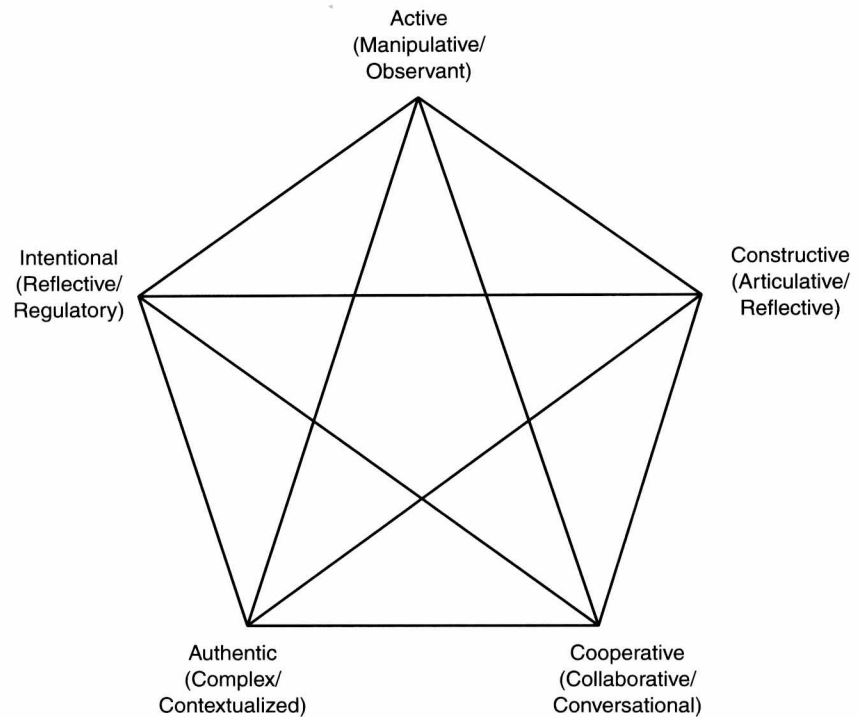 Active
(Manipulative/
Observant)
Intentional
(Reflective/
Regulatory)
Constructive
(Articulative/
Reflective)
Authentic
(Complex/
Contextualized)
Cooperative
(Collaborative/
Conversational)